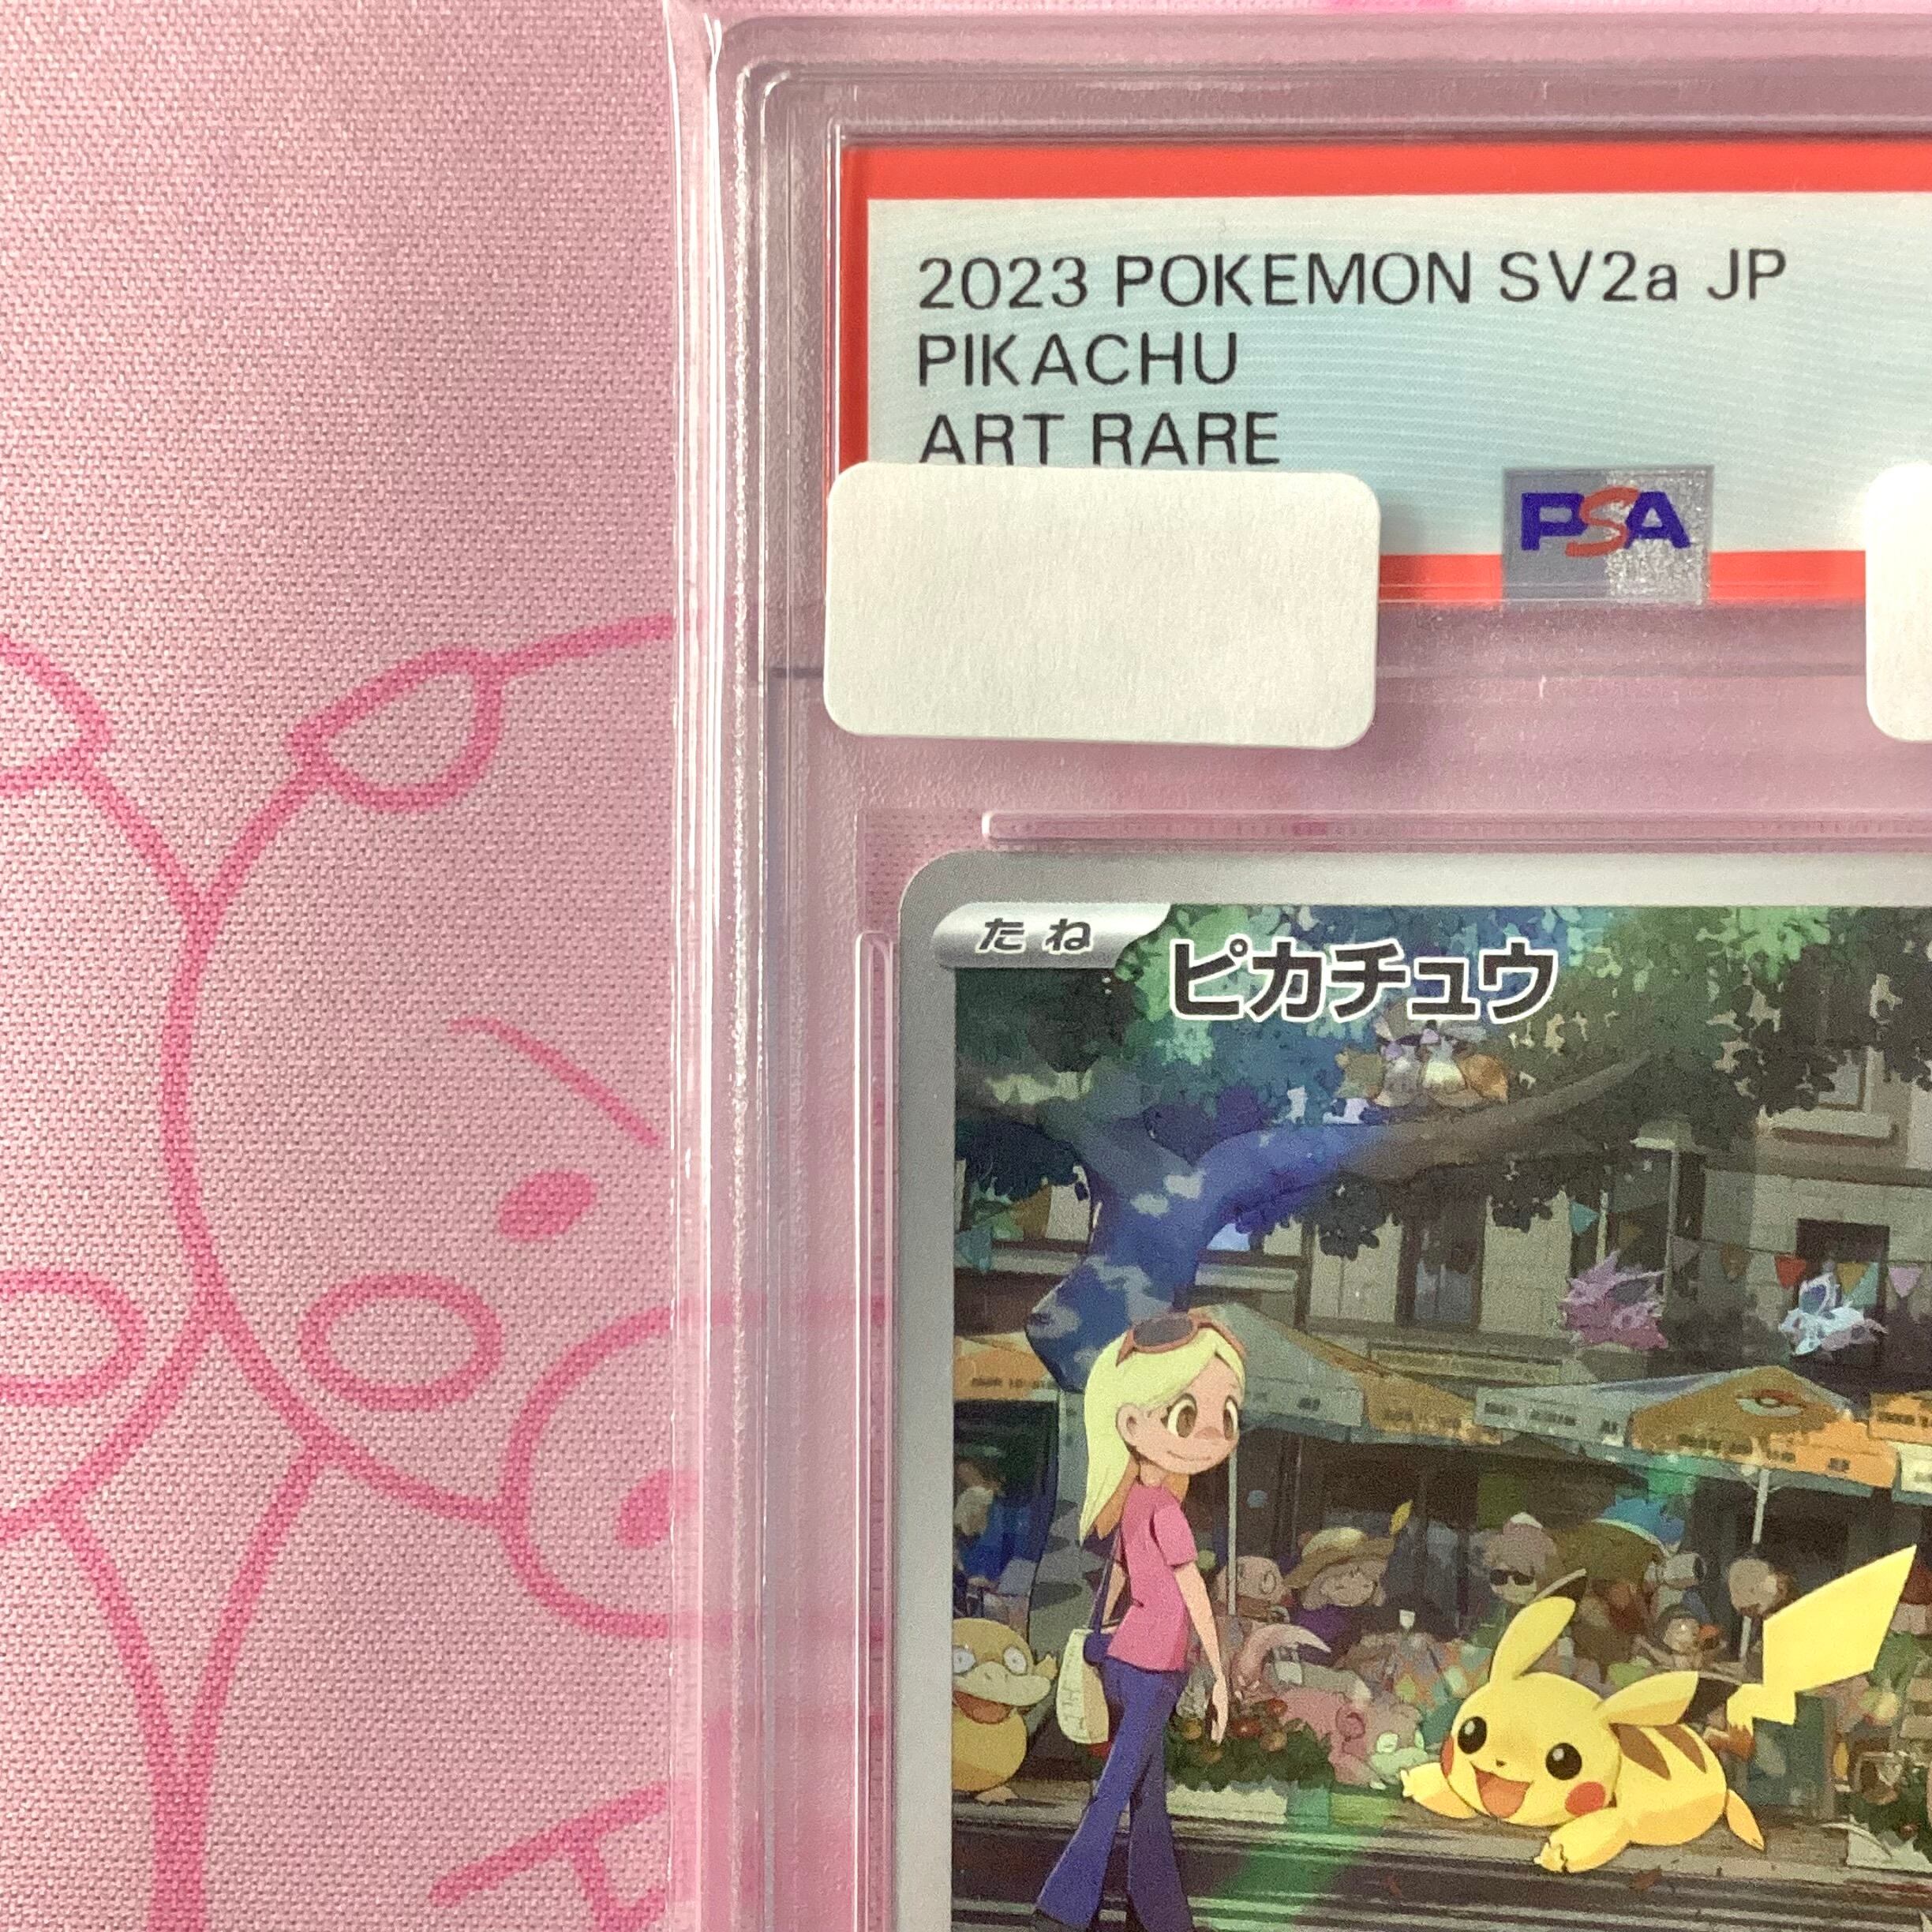 2023 POKEMON SV2a JP
PIKACHU
ART RARE
PSA
たね
ピカチュウ